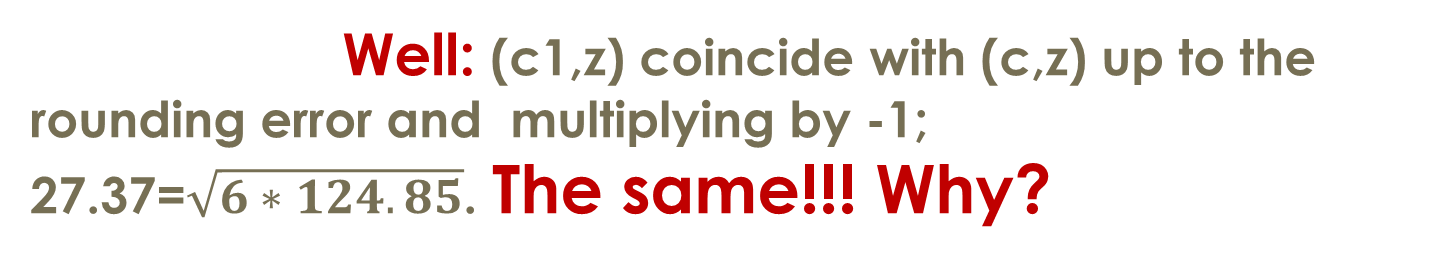 Well: (c1,z) coincide with (c,z) up to the
rounding error and  multiplying by -1;
27.37=√6 ∗ 124.85. The same!!! Why?